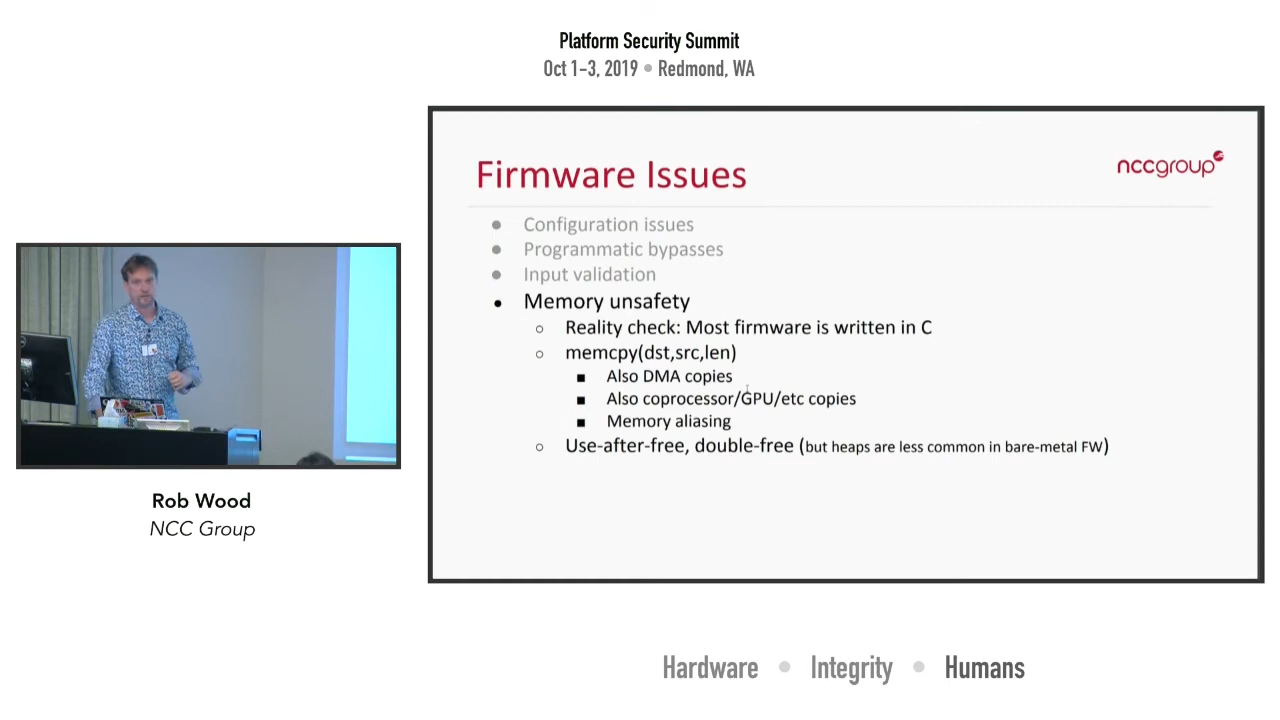 Platform Security Summit
Oct 1-3, 2019 • Redmond, WA
Firmware Issues
nccgroup
● Configuration issues
● Programmatic bypasses
● Input validation
● Memory unsafety
○ Reality check: Most firmware is written in C
○ memcpy(dst,src,len)
■ Also DMA copies
■ Also coprocessor/GPU/etc copies
■ Memory aliasing
○ Use-after-free, double-free (but heaps are less common in bare-metal FW)
Rob Wood
NCC Group
Hardware • Integrity • Humans